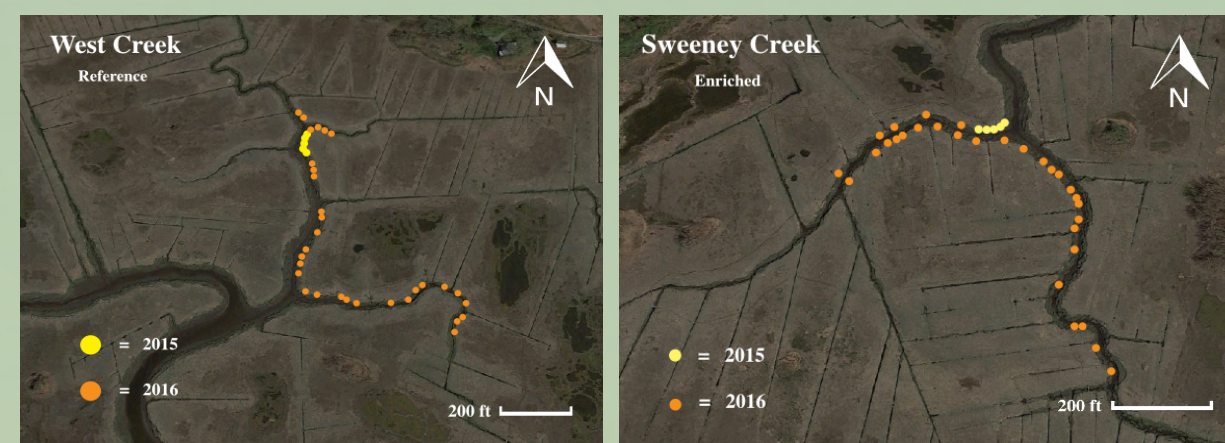 West Creek
Reference
N
= 2015
= 2016
200 ft
Sweeney Creek
Enriched
N
= 2015
= 2016
200 ft